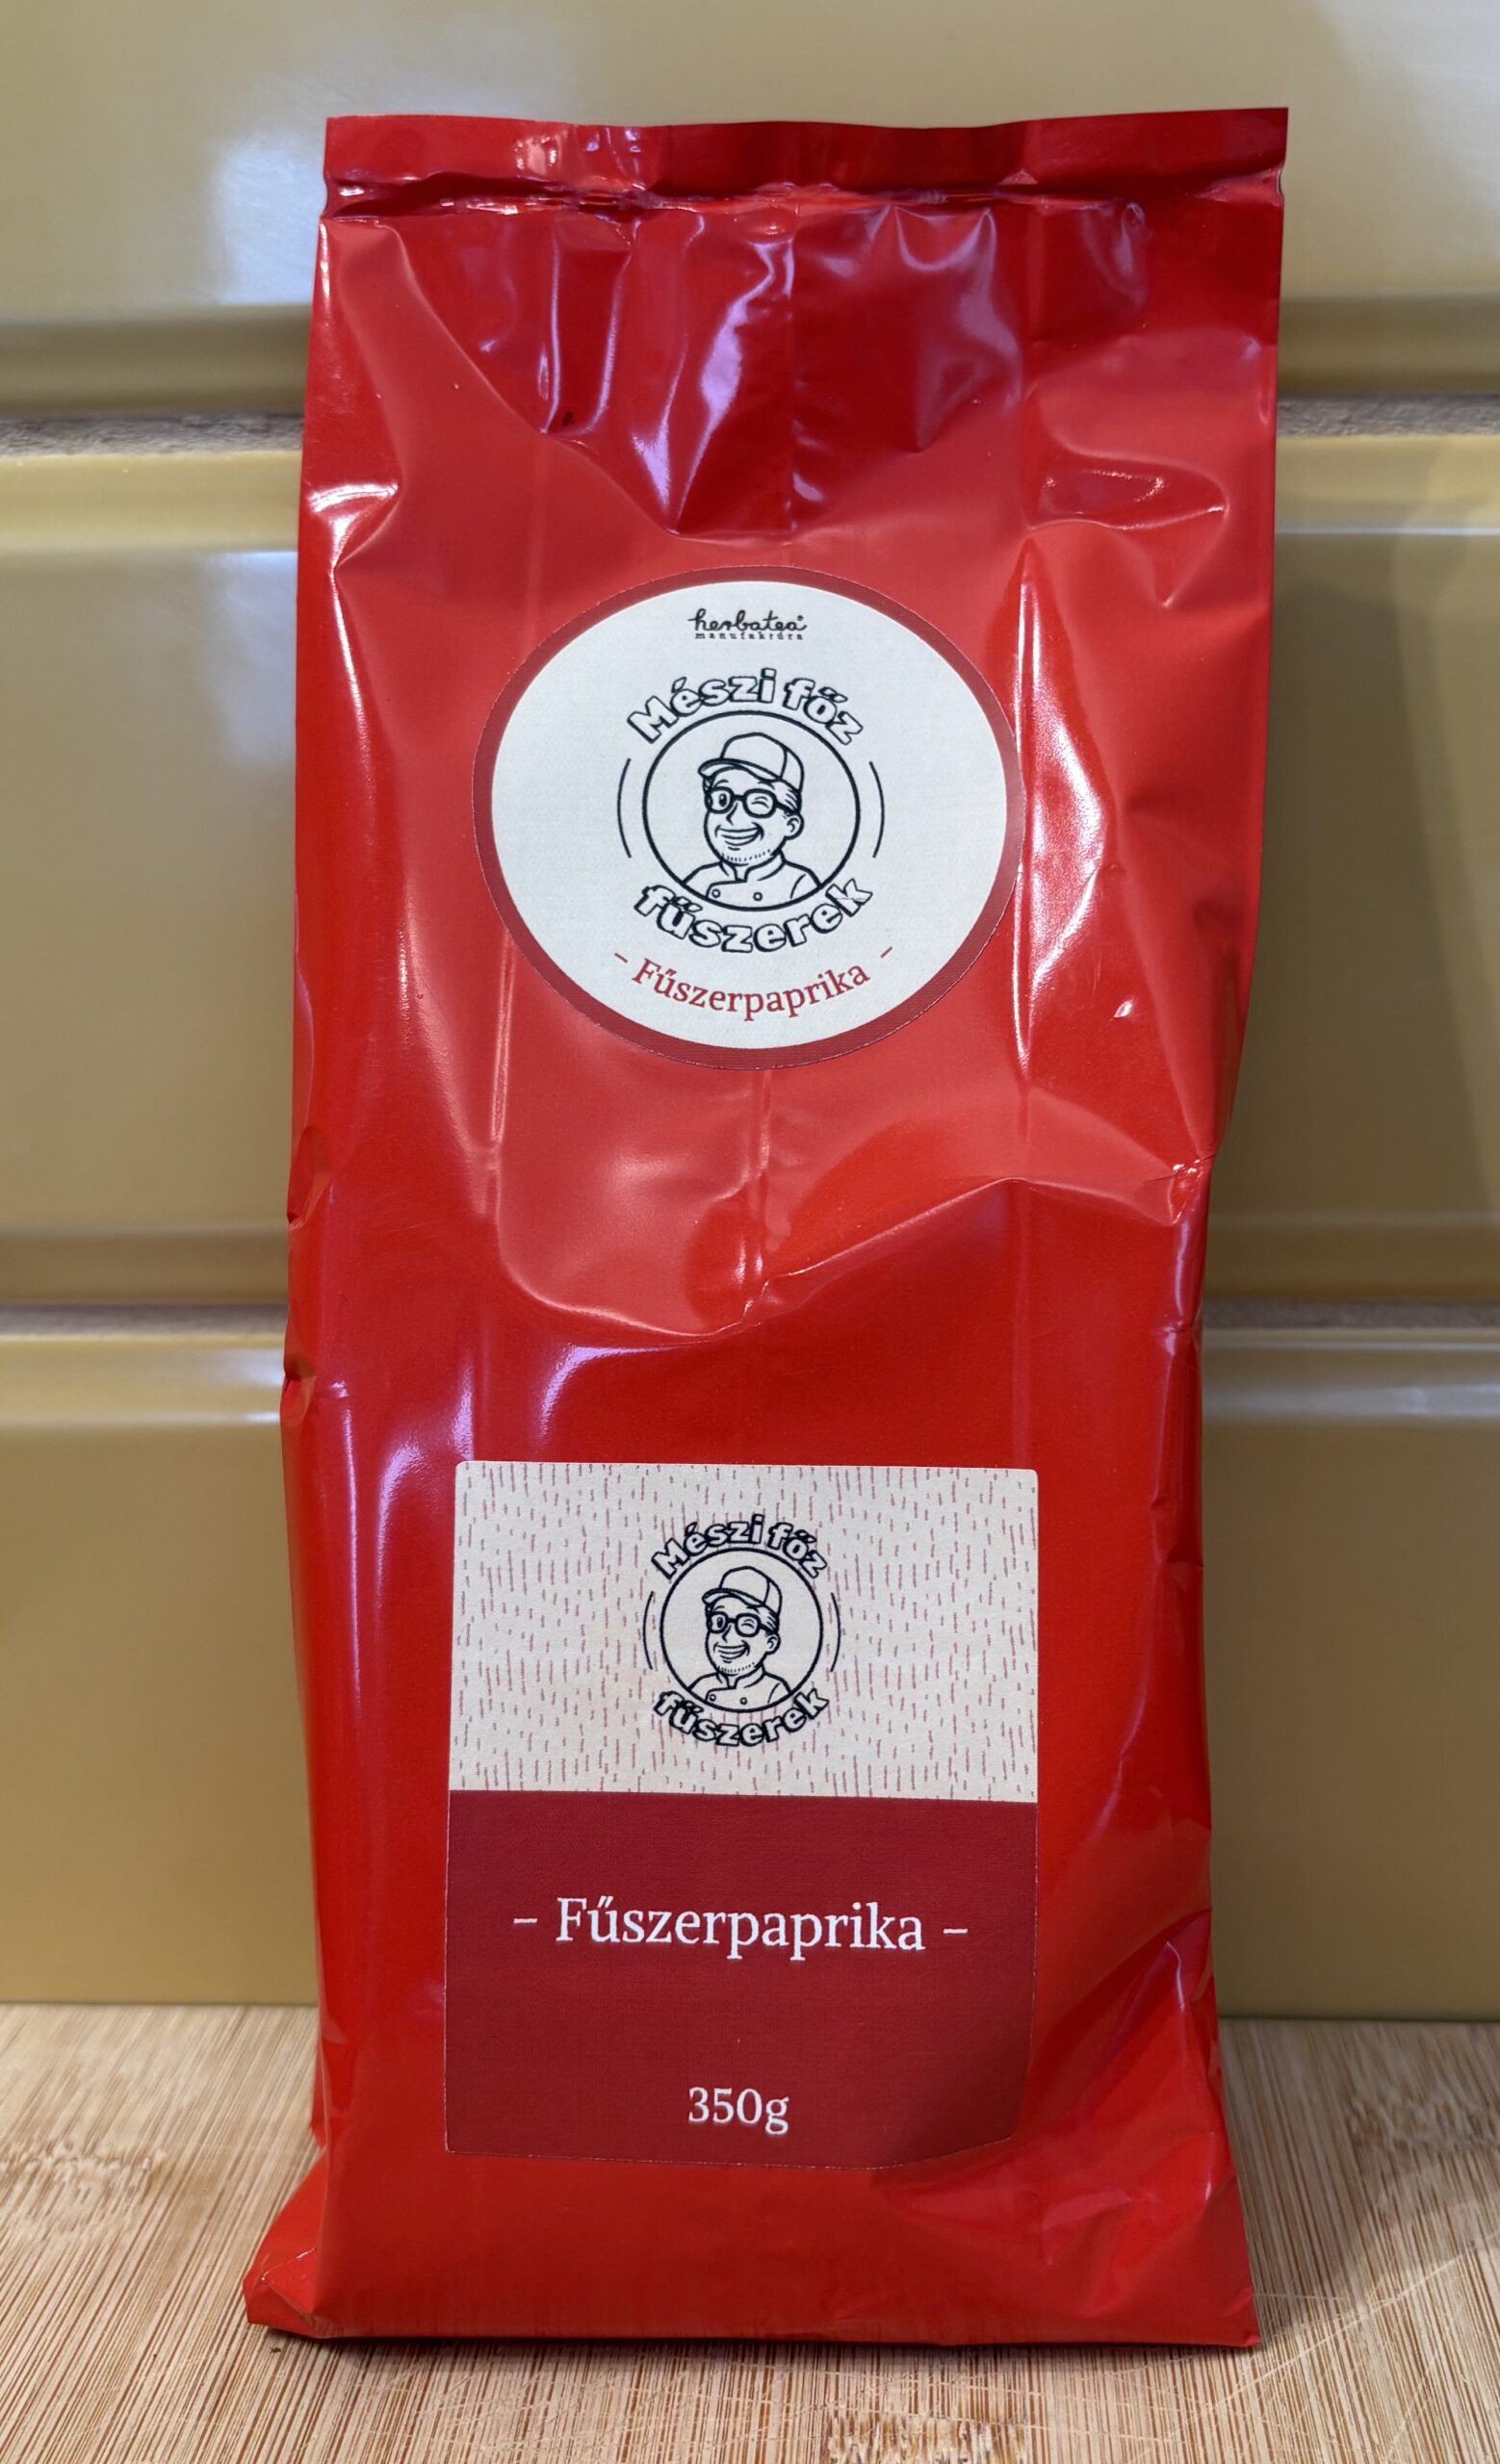 herbatea
manufaktúra
Mészi főz
fűszerek
- Fűszerpaprika -
Mészi főz
fűszerek
- Fűszerpaprika -
350g